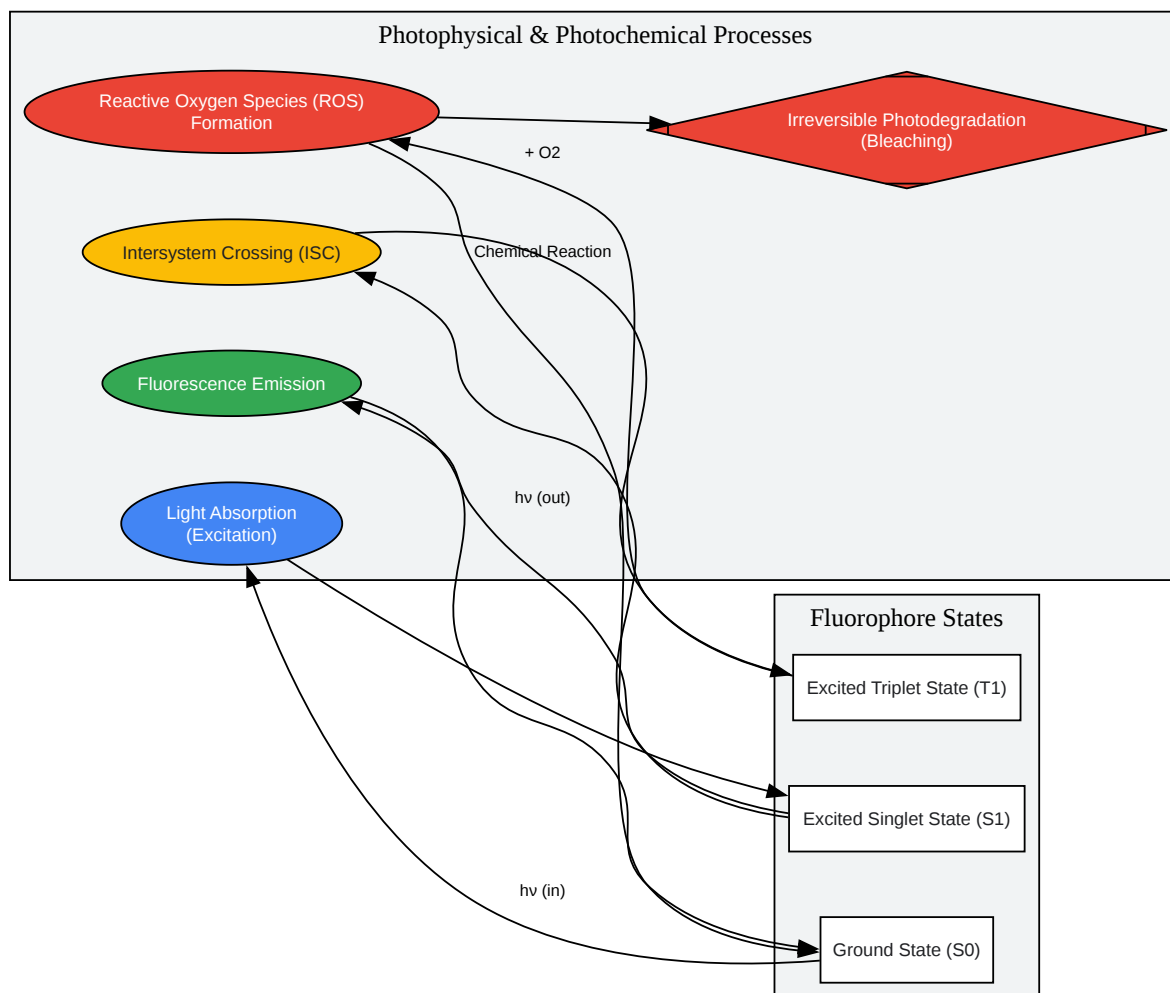 Photophysical & Photochemical Processes
Reactive Oxygen Species (ROS)
Formation
Irreversible Photodegradation
(Bleaching)
+ O2
Intersystem Crossing (ISC)
Chemical Reaction
Fluorescence Emission
hν (out)
Light Absorption
(Excitation)
Fluorophore States
Excited Triplet State (T1)
Excited Singlet State (S1)
hν (in)
Ground State (S0)